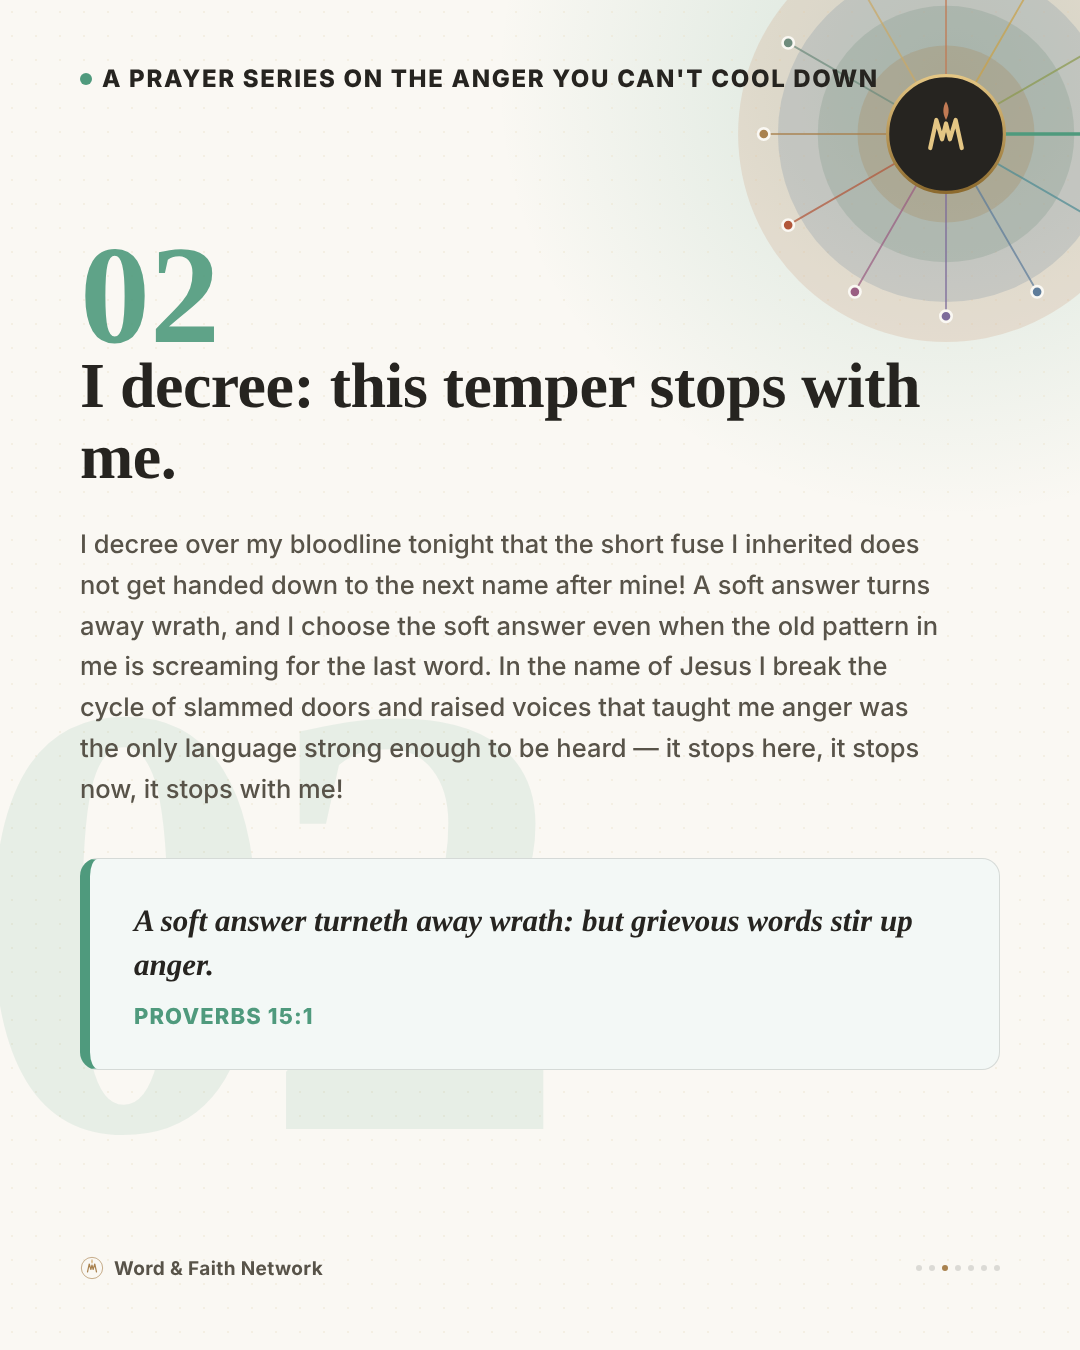 A PRAYER SERIES ON THE ANGER YOU CAN'T COOL DOWN
02
I decree: this temper stops with
me.
I decree over my bloodline tonight that the short fuse I inherited does
not get handed down to the next name after mine! A soft answer turns
away wrath, and I choose the soft answer even when the old pattern in
me is screaming for the last word. In the name of Jesus I break the
cycle of slammed doors and raised voices that taught me anger was
the only language strong enough to be heard — it stops here, it stops
now, it stops with me!
02
A soft answer turneth away wrath: but grievous words stir up
anger.
PROVERBS 15:1
Word & Faith Network